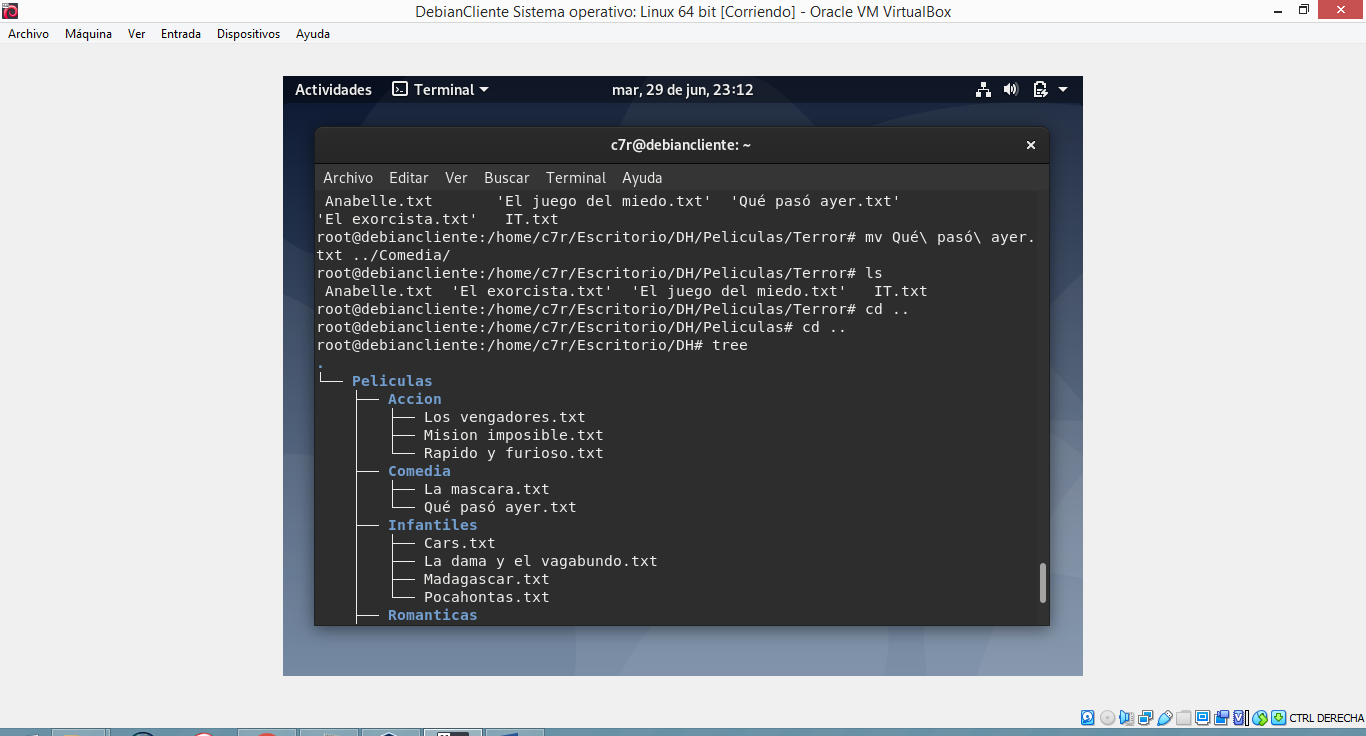 DebianCliente Sistema operativo: Linux 64 bit [Corriendo] - Oracle VM VirtualBox
Archivo Máquina Ver Entrada Dispositivos Ayuda
Actividades Terminal mar, 29 de jun, 23:12
c7r@debiancliente: ~
Archivo Editar Ver Buscar Terminal Ayuda
Anabelle.txt 'El juego del miedo.txt' 'Qué pasó ayer.txt'
'El exorcista.txt' IT.txt
root@debiancliente:/home/c7r/Escritorio/DH/Peliculas/Terror# mv Qué\ pasó\ ayer.
txt ../Comedia/
root@debiancliente:/home/c7r/Escritorio/DH/Peliculas/Terror# ls
Anabelle.txt 'El exorcista.txt' 'El juego del miedo.txt' IT.txt
root@debiancliente:/home/c7r/Escritorio/DH/Peliculas/Terror# cd ..
root@debiancliente:/home/c7r/Escritorio/DH/Peliculas# cd ..
root@debiancliente:/home/c7r/Escritorio/DH# tree
.
└── Peliculas
├── Accion
│   ├── Los vengadores.txt
│   ├── Mision imposible.txt
│   └── Rapido y furioso.txt
├── Comedia
│   ├── La mascara.txt
│   └── Qué pasó ayer.txt
├── Infantiles
│   ├── Cars.txt
│   ├── La dama y el vagabundo.txt
│   ├── Madagascar.txt
│   └── Pocahontas.txt
├── Romanticas
CTRL DERECHA